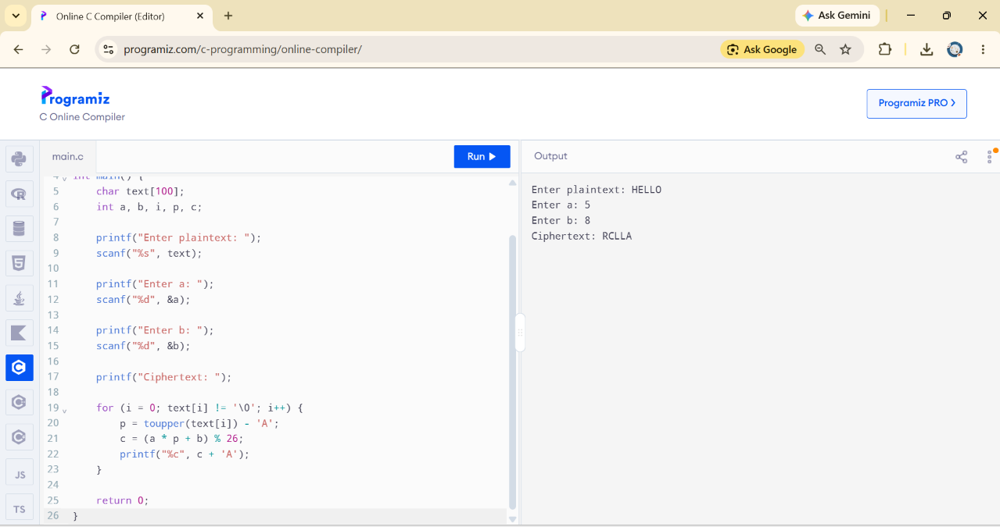 Online C Compiler (Editor)
Ask Gemini
programiz.com/c-programming/online-compiler/
Ask Google
Programiz
C Online Compiler
Programiz PRO
main.c
Run
Output
4 int main() {
5 char text[100];
6 int a, b, i, p, c;
7
8 printf("Enter plaintext: ");
9 scanf("%s", text);
10
11 printf("Enter a: ");
12 scanf("%d", &a);
13
14 printf("Enter b: ");
15 scanf("%d", &b);
16
17 printf("Ciphertext: ");
18
19 for (i = 0; text[i] != '\0'; i++) {
20 p = toupper(text[i]) - 'A';
21 c = (a * p + b) % 26;
22 printf("%c", c + 'A');
23 }
24
25 return 0;
26 }
Enter plaintext: HELLO
Enter a: 5
Enter b: 8
Ciphertext: RCLLA
R
5
C
C
C
JS
TS